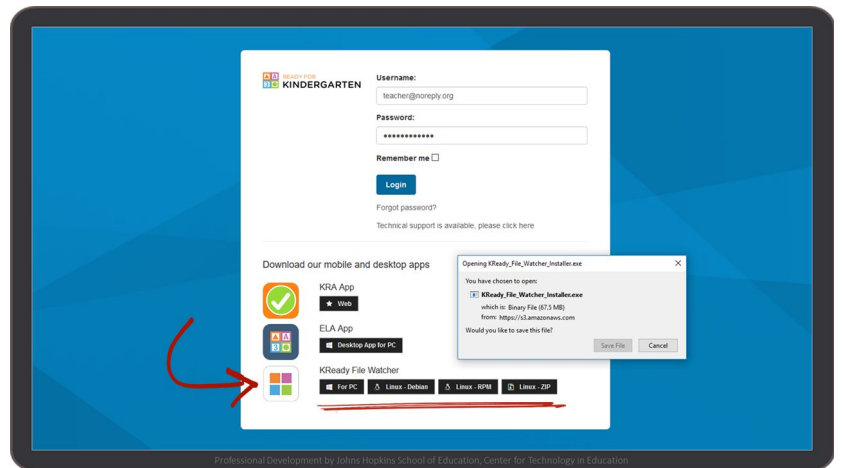 READY FOR
KINDERGARTEN
Username:
teacher@noreply.org
Password:
••••••••••••
Remember me
Login
Forgot password?
Technical support is available, please click here
Download our mobile and desktop apps
KRA App
Web
ELA App
Desktop App for PC
KReady File Watcher
For PC
Linux - Debian
Linux - RPM
Linux - ZIP
Opening KReady_File_Watcher_Installer.exe
You have chosen to open:
KReady_File_Watcher_Installer.exe
which is: Binary File (67.5 MB)
from: https://s3.amazonaws.com
Would you like to save this file?
Save File
Cancel
Professional Development by Johns Hopkins School of Education, Center for Technology in Education